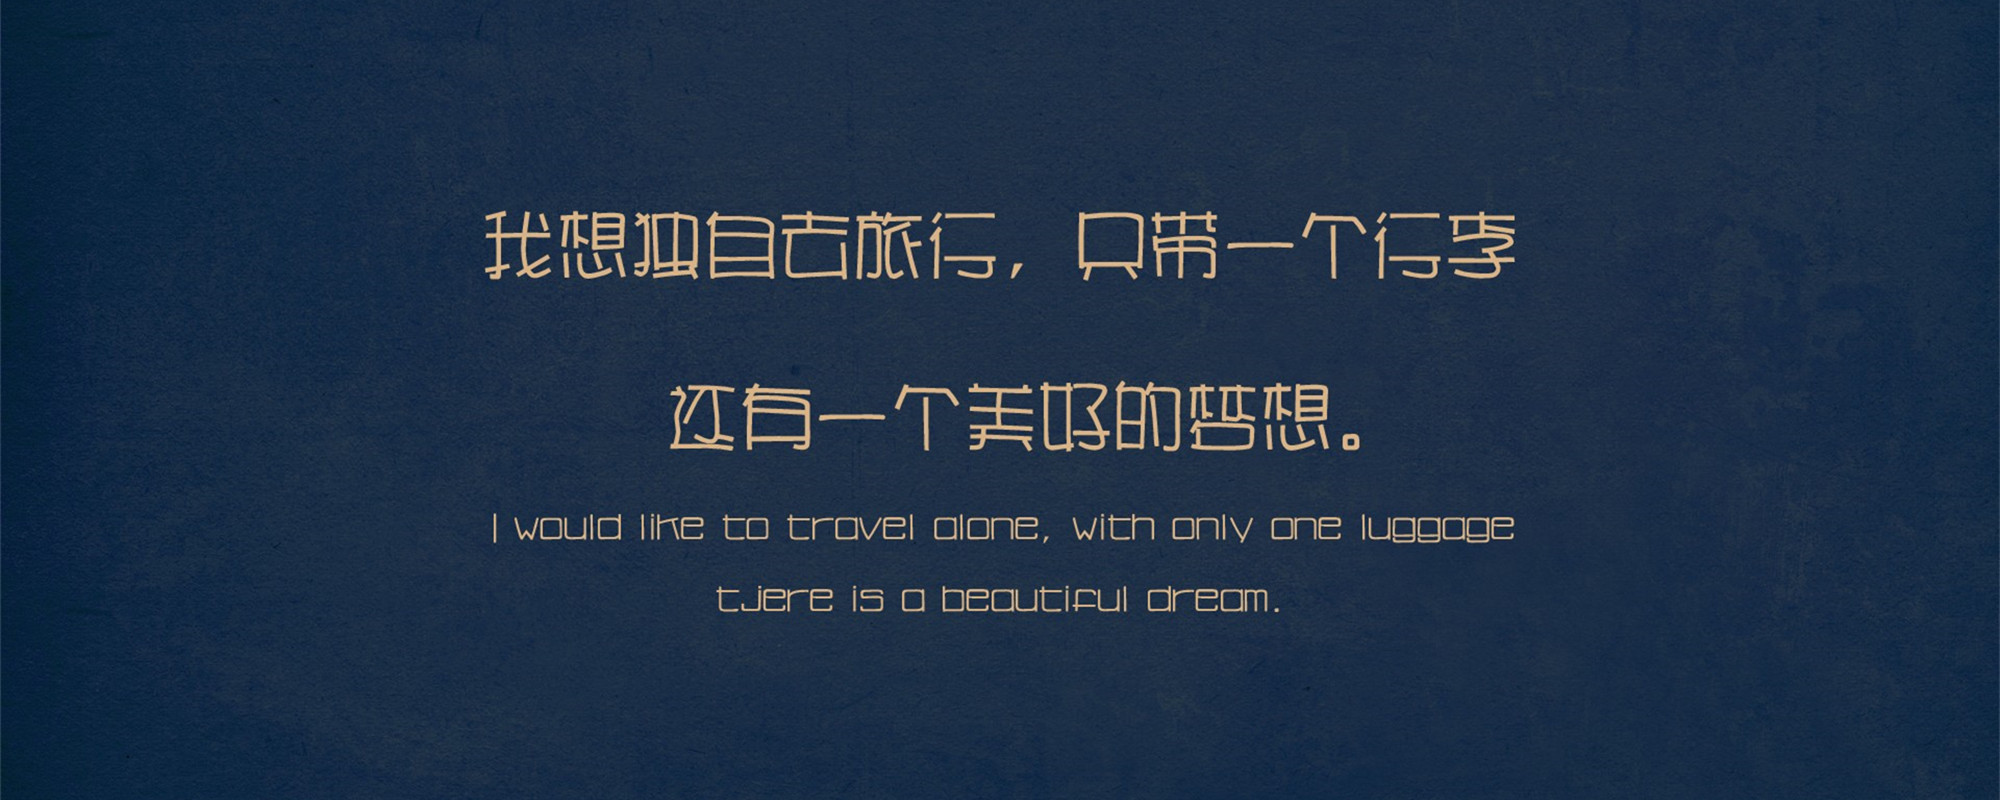 我想独自去旅行，只带一个行李
还有一个美好的梦想。
I would like to travel alone, with only one luggage
tjere is a beautiful dream.